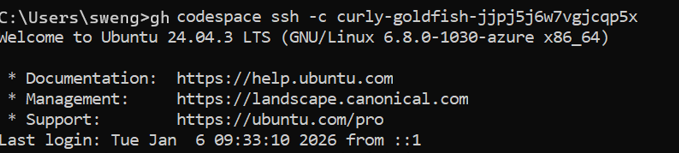 C:\Users\sweng>gh codespace ssh -c curly-goldfish-jjpj5j6w7vgjcqp5x
Welcome to Ubuntu 24.04.3 LTS (GNU/Linux 6.8.0-1030-azure x86_64)
* Documentation:  https://help.ubuntu.com
* Management:     https://landscape.canonical.com
* Support:        https://ubuntu.com/pro
Last login: Tue Jan  6 09:33:10 2026 from ::1